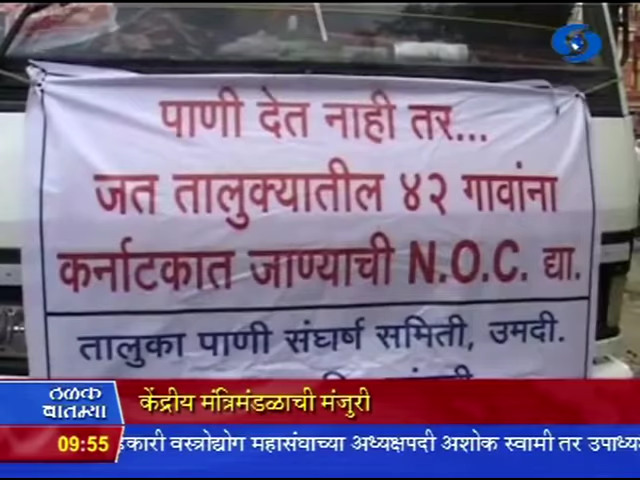 पाणी देत नाही तर...
जत तालुक्यातील ४२ गावांना
कर्नाटकात जाण्याची N.O.C. द्या.
तालुका पाणी संघर्ष समिती, उमदी.
ठळक
बातम्या
केंद्रीय मंत्रिमंडळाची मंजुरी
09:55
वस्त्रोद्योग महासंघाच्या अध्यक्षपदी अशोक स्वामी तर